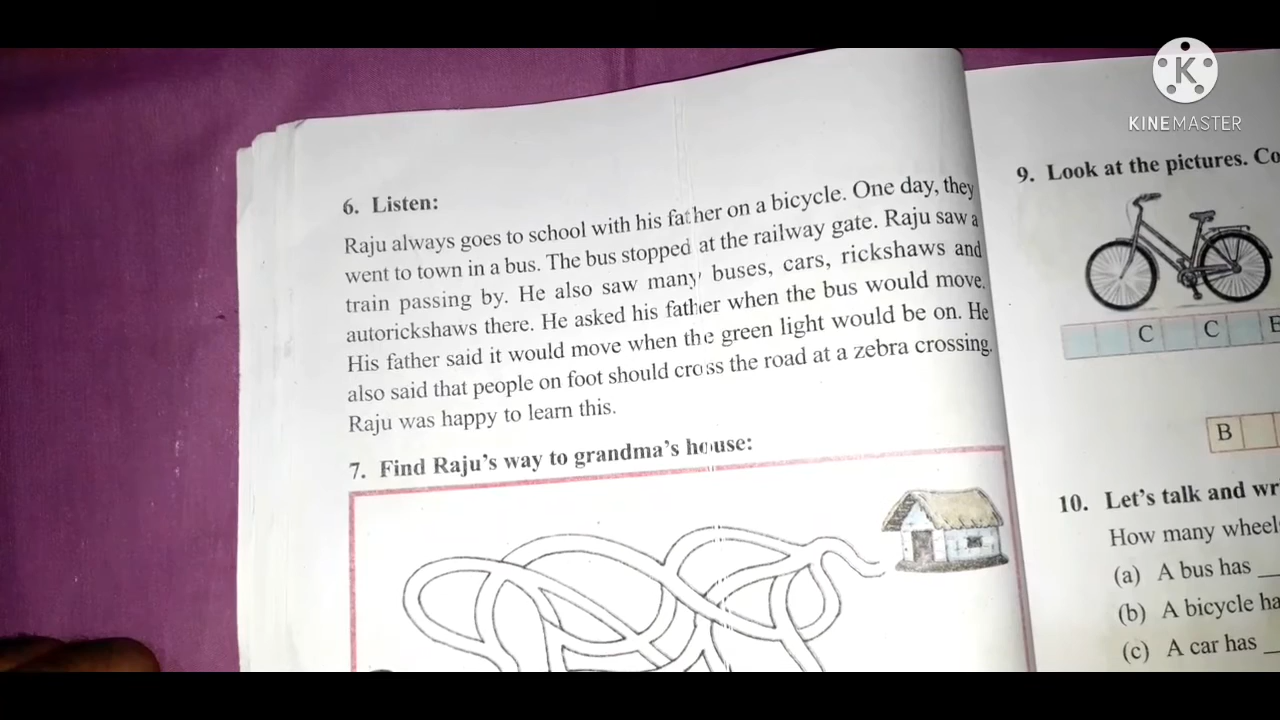 KINEMASTER
6. Listen:
Raju always goes to school with his father on a bicycle. One day, they
went to town in a bus. The bus stopped at the railway gate. Raju saw a
train passing by. He also saw many buses, cars, rickshaws and
autorickshaws there. He asked his father when the bus would move.
His father said it would move when the green light would be on. He
also said that people on foot should cross the road at a zebra crossing.
Raju was happy to learn this.
7. Find Raju's way to grandma's house:
9. Look at the pictures. Co
C C E
B
10. Let's talk and wr
How many wheels
(a) A bus has
(b) A bicycle ha
(c) A car has